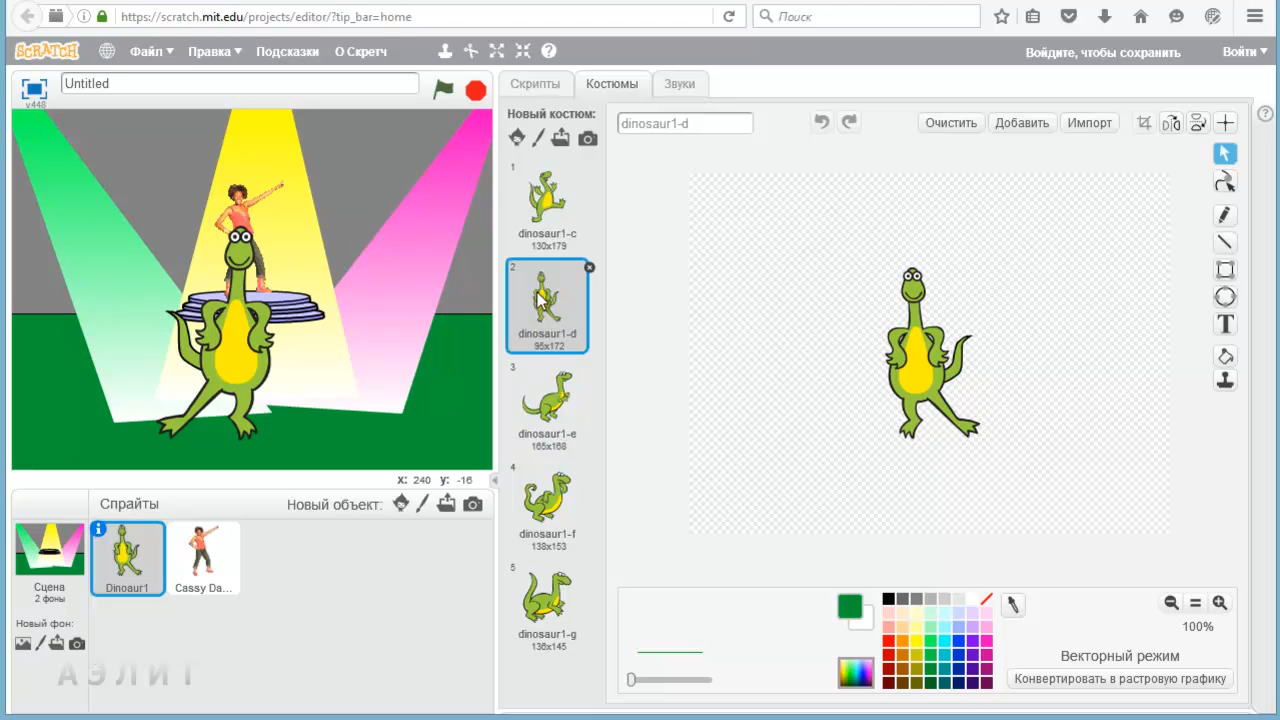 https://scratch.mit.edu/projects/editor/?tip_bar=home
Поиск
SCRATCH
Файл
Правка
Подсказки
О Скретч
Войдите, чтобы сохранить
Войти
v448
Untitled
Скрипты
Костюмы
Звуки
Новый костюм:
dinosaur1-d
Очистить
Добавить
Импорт
1
dinosaur1-c
130x179
2
dinosaur1-d
95x172
3
dinosaur1-e
165x168
4
dinosaur1-f
138x153
5
dinosaur1-g
136x145
T
x: 240 y: -16
Спрайты
Новый объект:
Сцена
2 фоны
Dinoaur1
Cassy Da...
Новый фон:
АЭЛИ
100%
Векторный режим
Конвертировать в растровую графику